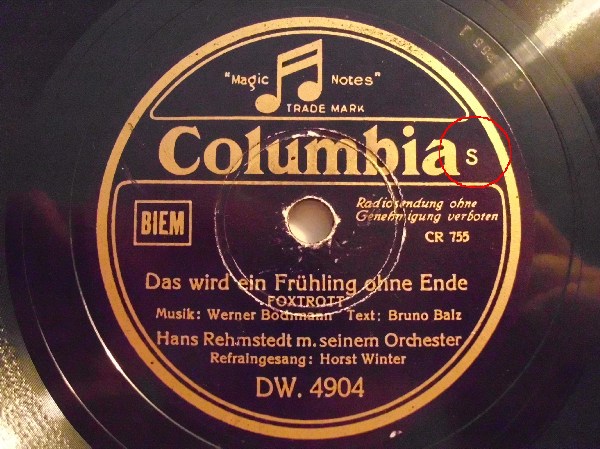 "Magic Notes"
TRADE MARK
Columbia S
Radiosendung ohne
Genehmigung verboten
BIEM
CR 755
Das wird ein Frühling ohne Ende
FOXTROTT
Musik: Werner Bochmann Text: Bruno Balz
Hans Rehmstedt m. seinem Orchester
Refraingesang: Horst Winter
DW. 4904